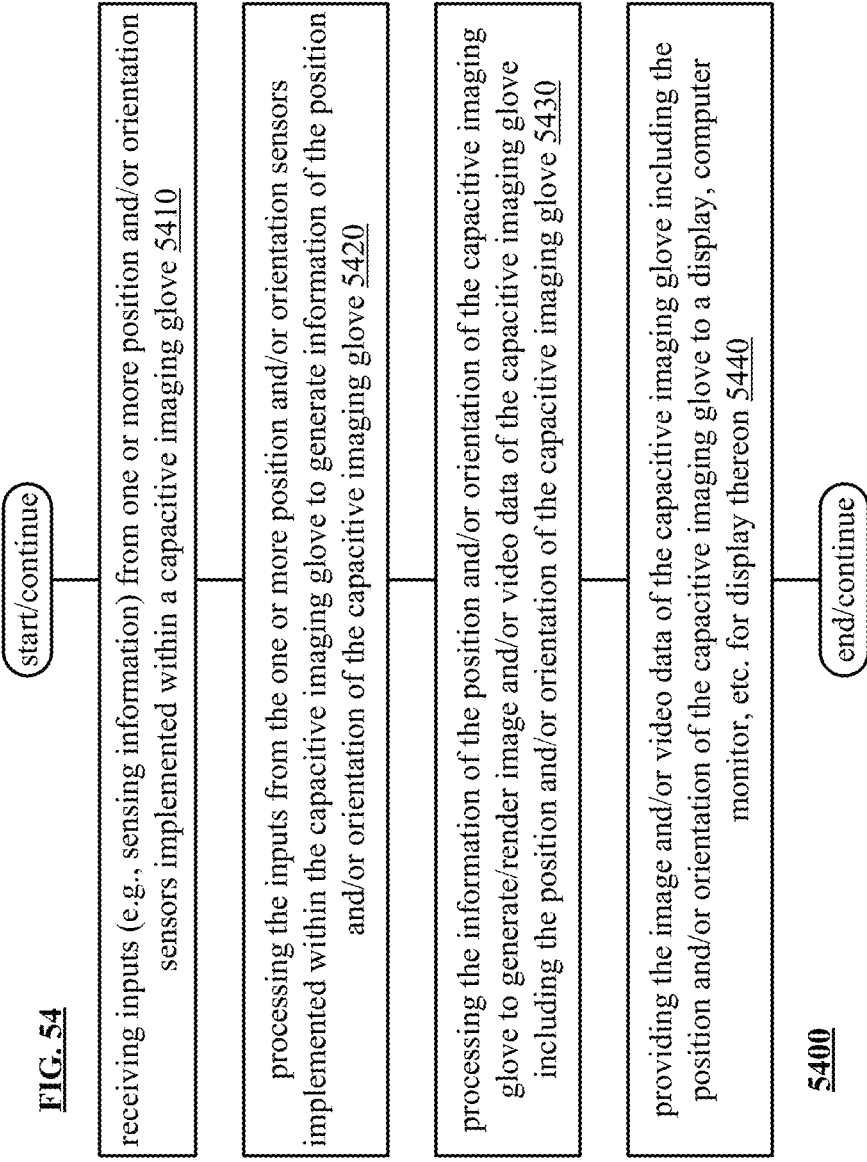 FIG. 54
start/continue
receiving inputs (e.g., sensing information) from one or more position and/or orientation
sensors implemented within a capacitive imaging glove 5410
processing the inputs from the one or more position and/or orientation sensors
implemented within the capacitive imaging glove to generate information of the position
and/or orientation of the capacitive imaging glove 5420
processing the information of the position and/or orientation of the capacitive imaging
glove to generate/render image and/or video data of the capacitive imaging glove
including the position and/or orientation of the capacitive imaging glove 5430
providing the image and/or video data of the capacitive imaging glove including the
position and/or orientation of the capacitive imaging glove to a display, computer
monitor, etc. for display thereon 5440
end/continue
5400